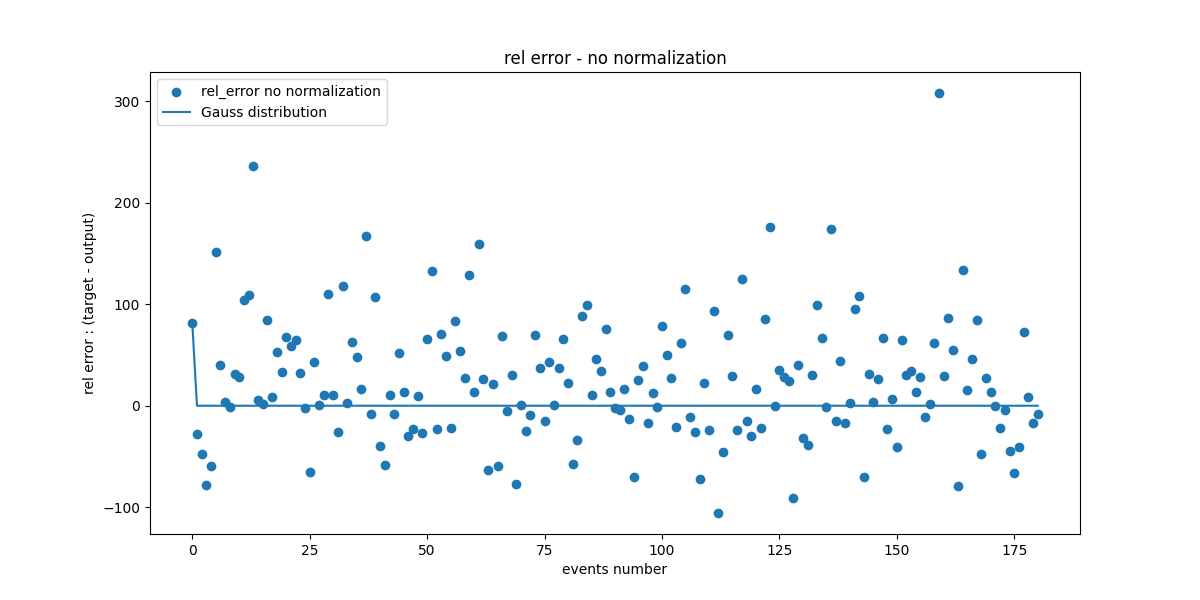 rel error - no normalization
rel_error no normalization
Gauss distribution
rel error : (target - output)
300
200
100
0
−100
0 25 50 75 100 125 150 175
events number